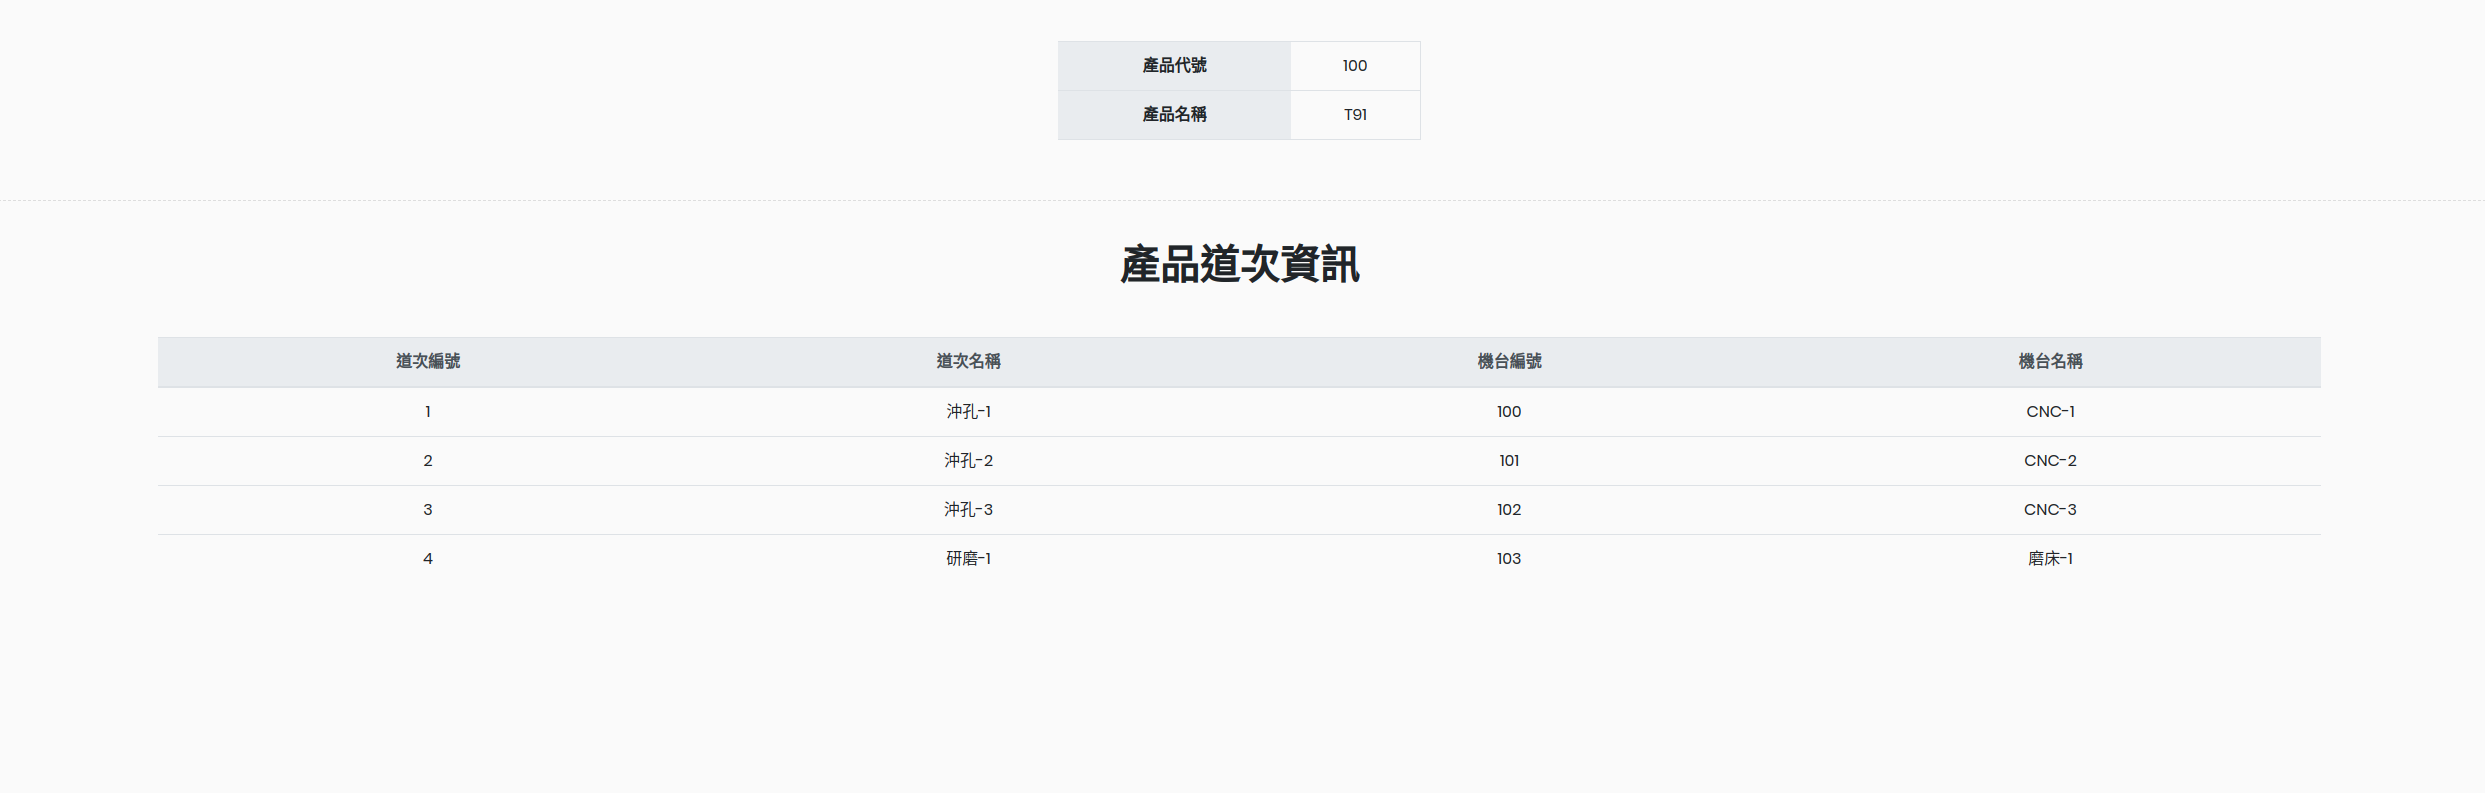 產品代號 100
產品名稱 T91
產品道次資訊
道次編號 道次名稱 機台編號 機台名稱
1 沖孔-1 100 CNC-1
2 沖孔-2 101 CNC-2
3 沖孔-3 102 CNC-3
4 研磨-1 103 磨床-1